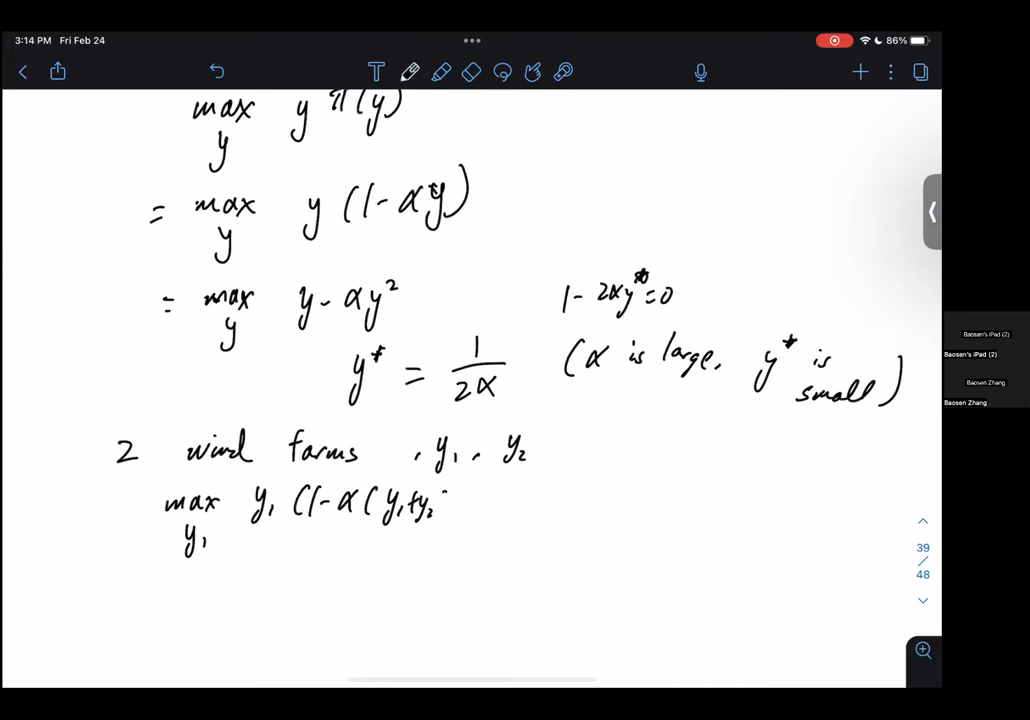 3:14 PM Fri Feb 24
86%
max y π(y)
y
= max y (1 - αy)
y
= max y - αy²
y
1 - 2αy* = 0
y* = 1/2α
(α is large, y* is small)
2 wind farms , y₁, y₂
max y₁ (1 - α(y₁+y₂
y₁
39
/
48
Baosen's iPad (2)
Baosen's iPad (2)
Baosen Zhang
Baosen Zhang